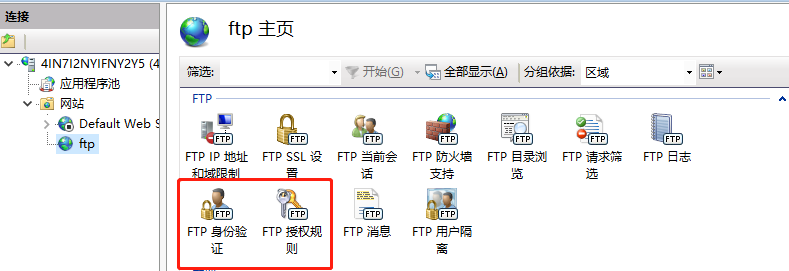 连接
4IN7I2NYIFNY2Y5 (4
应用程序池
网站
Default Web S
ftp
ftp 主页
筛选: 开始(G) 全部显示(A) 分组依据: 区域
FTP
FTP FTP FTP FTP FTP FTP FTP
FTP IP 地址 FTP SSL 设 FTP 当前会 FTP 防火墙 FTP 目录浏 FTP 请求筛 FTP 日志
和域限制 置 话 支持 览 选
FTP FTP FTP FTP
FTP 身份验 FTP 授权规 FTP 消息 FTP 用户隔
证 则 离